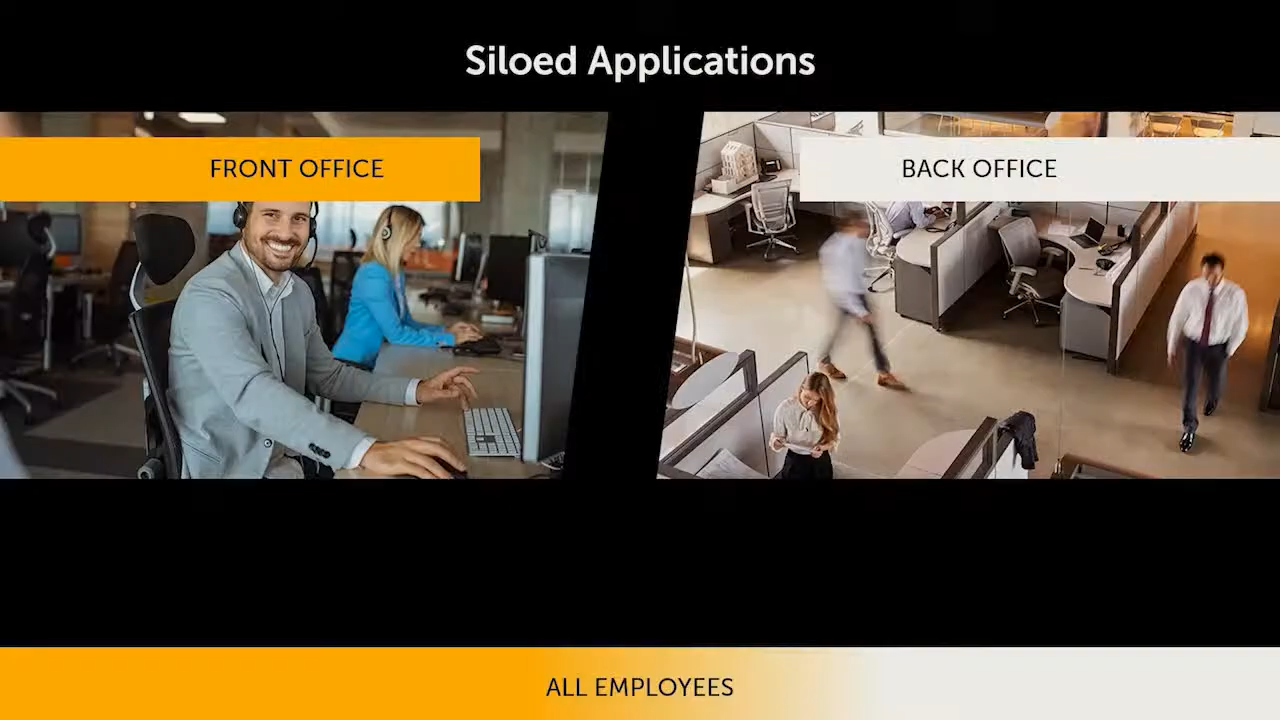 Siloed Applications
FRONT OFFICE
BACK OFFICE
ALL EMPLOYEES